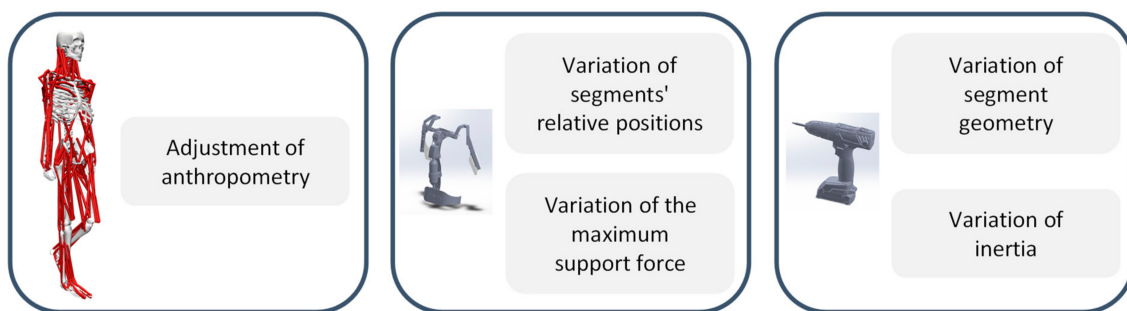 Adjustment of
anthropometry
Variation of
segments'
relative positions
Variation of the
maximum
support force
Variation of
segment
geometry
Variation of
inertia